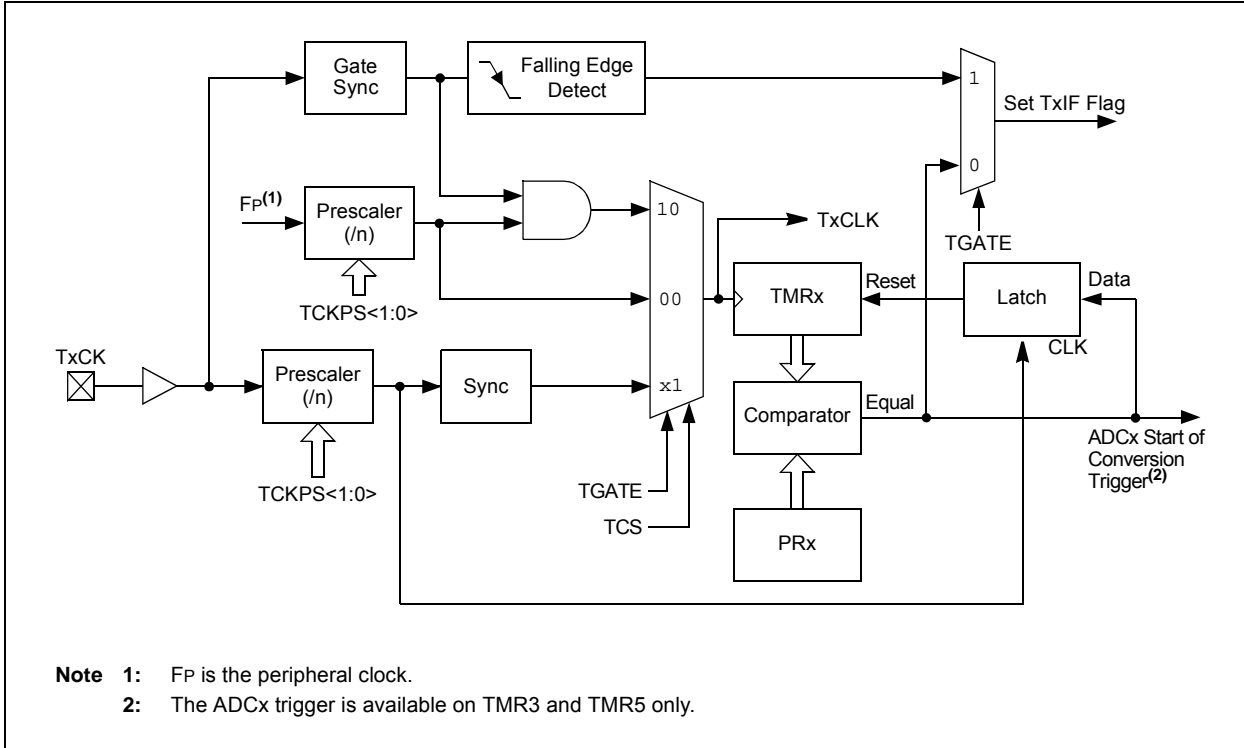 Gate
Sync
Falling Edge
Detect
1
Set TxIF Flag
0
FP(1)
Prescaler
(/n)
10
TxCLK
TGATE
TCKPS<1:0>
00
TMRx
Reset
Latch
Data
CLK
TxCK
Prescaler
(/n)
Sync
x1
Comparator
Equal
ADCx Start of
Conversion
Trigger(2)
TCKPS<1:0>
TGATE
TCS
PRx
Note 1: FP is the peripheral clock.
2: The ADCx trigger is available on TMR3 and TMR5 only.